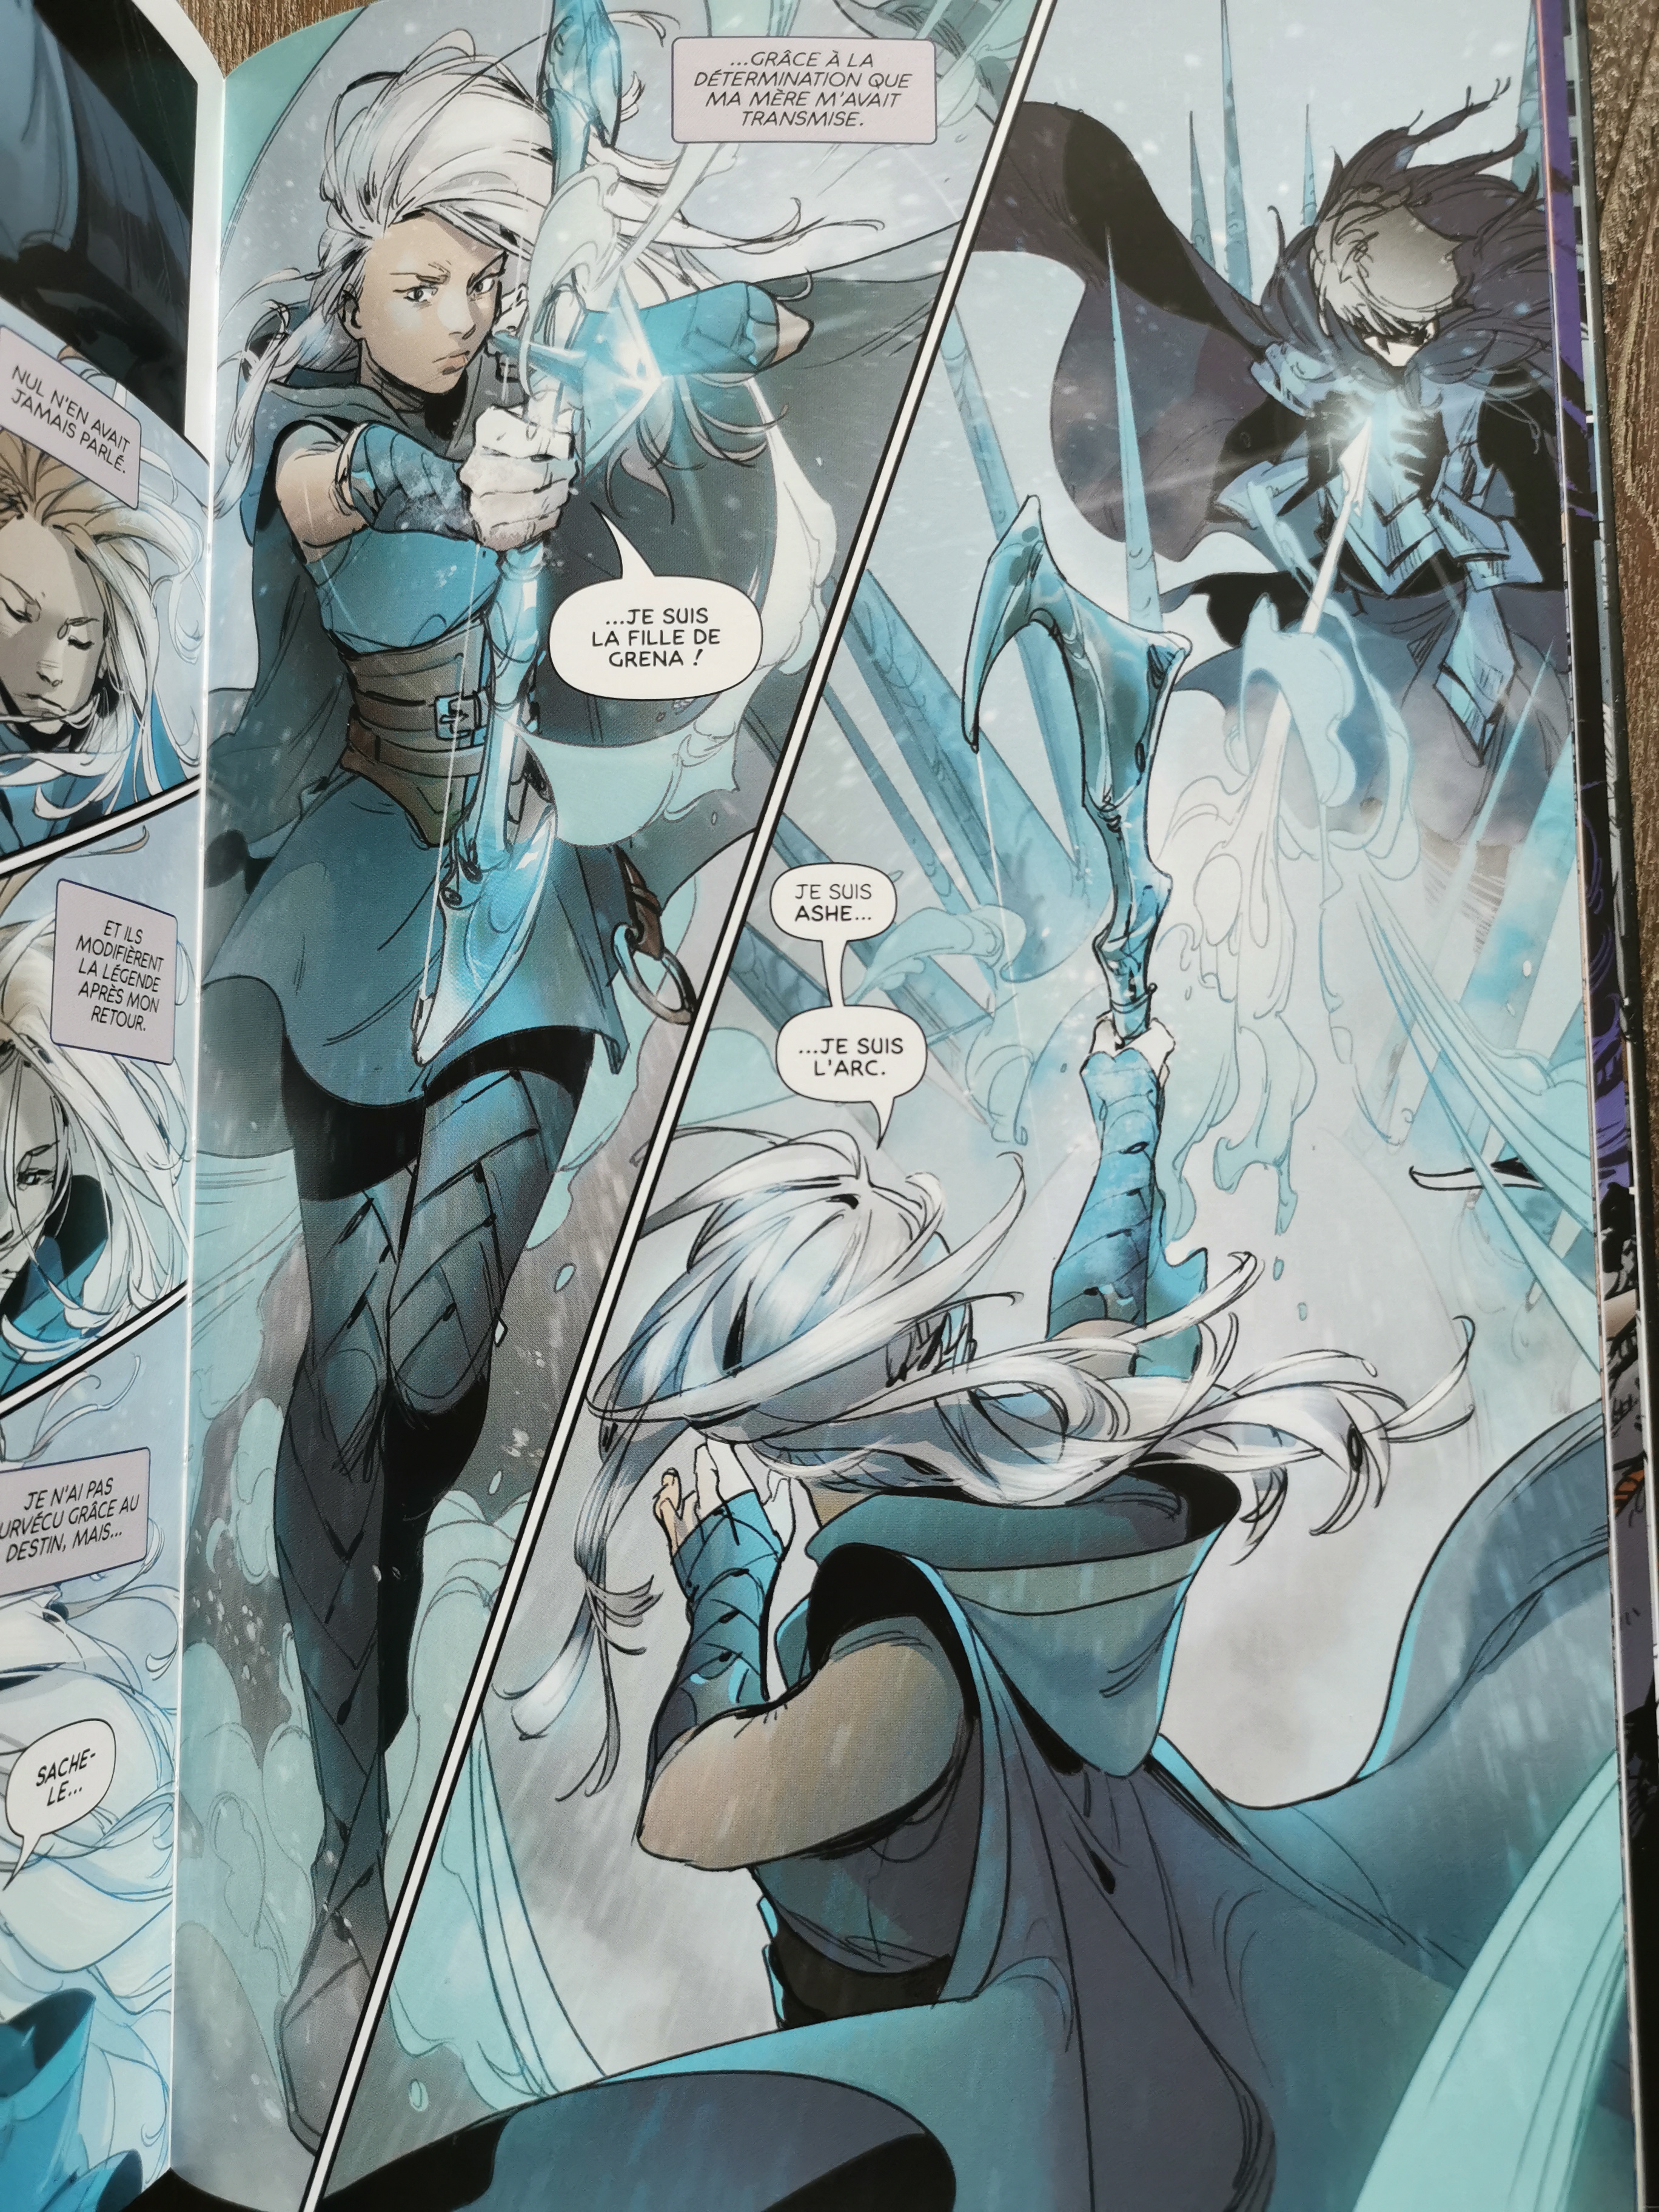 NUL N'EN AVAIT
JAMAIS PARLÉ.
ET ILS
MODIFIÈRENT
LA LÉGENDE
APRÈS MON
RETOUR.
JE N'AI PAS
URVÉCU GRÂCE AU
DESTIN, MAIS...
SACHE-
LE...
...GRÂCE À LA
DÉTERMINATION QUE
MA MÈRE M'AVAIT
TRANSMISE.
...JE SUIS
LA FILLE DE
GRENA !
JE SUIS
ASHE...
...JE SUIS
L'ARC.